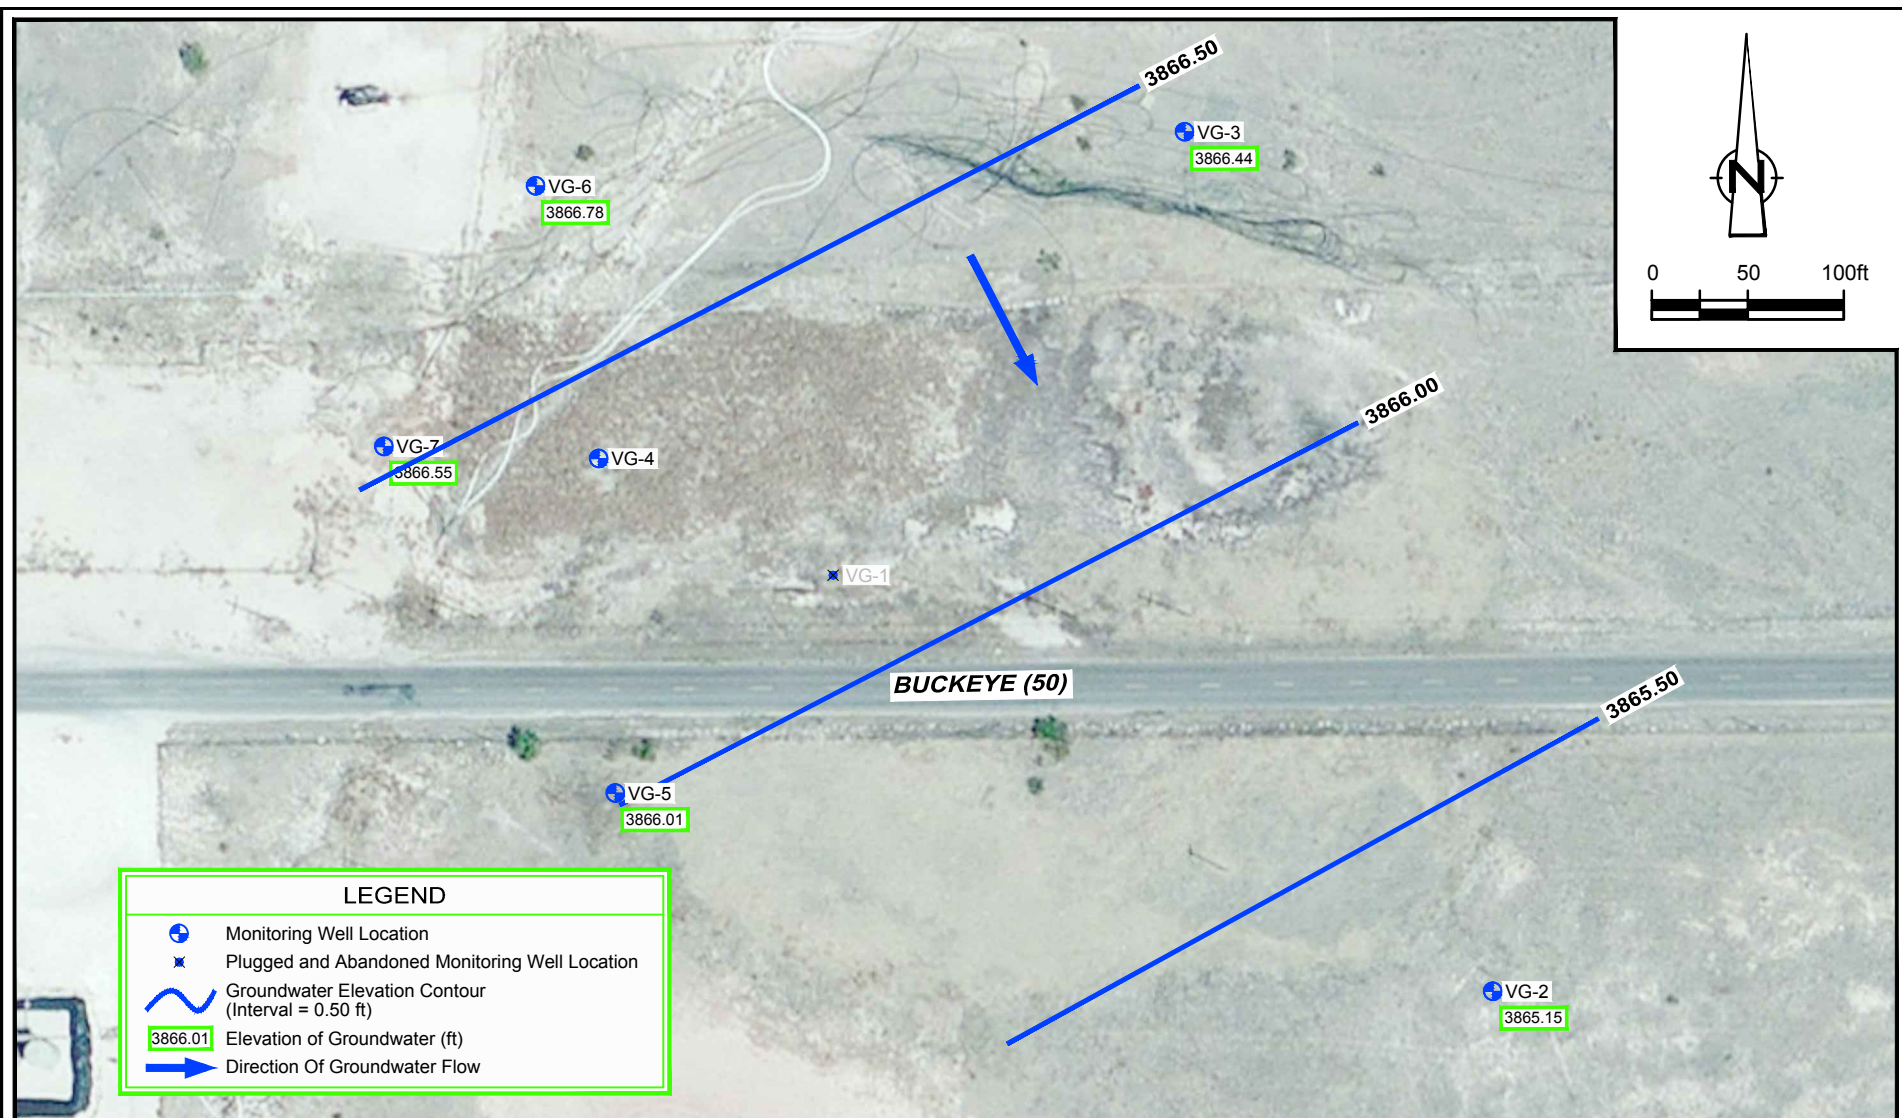 3866.50
VG-3
3866.44
VG-6
3866.78
N
0 50 100ft
3866.00
VG-7
3866.55
VG-4
VG-1
BUCKEYE (50)
3865.50
VG-5
3866.01
VG-2
3865.15
LEGEND
Monitoring Well Location
Plugged and Abandoned Monitoring Well Location
Groundwater Elevation Contour
(Interval = 0.50 ft)
3866.01 Elevation of Groundwater (ft)
Direction Of Groundwater Flow